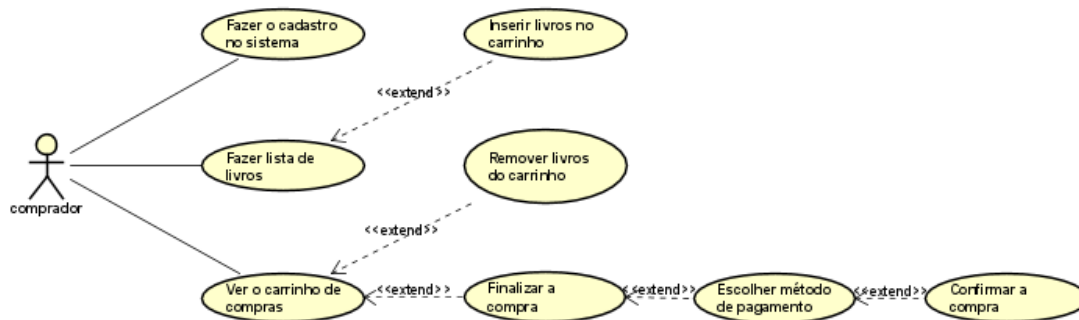 Fazer o cadastro
no sistema
Inserir livros no
carrinho
<<extend>>
Fazer lista de
livros
Remover livros
do carrinho
comprador
<<extend>>
Ver o carrinho de
compras
<<extend>>
Finalizar a
compra
<<extend>>
Escolher método
de pagamento
<<extend>>
Confirmar a
compra